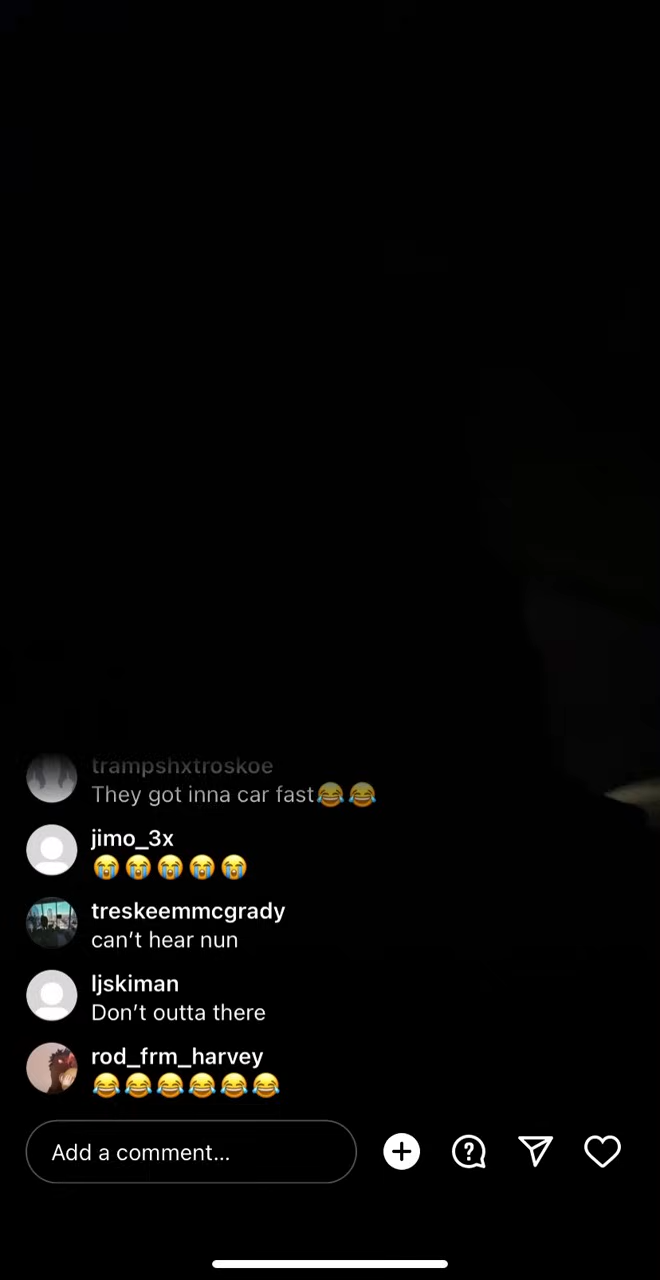 trampshxtroskoe
They got inna car fast😂😂
jimo_3x
😭😭😭😭😭
treskeemmcgrady
can't hear nun
ljskiman
Don't outta there
rod_frm_harvey
😂😂😂😂😂😂
Add a comment...